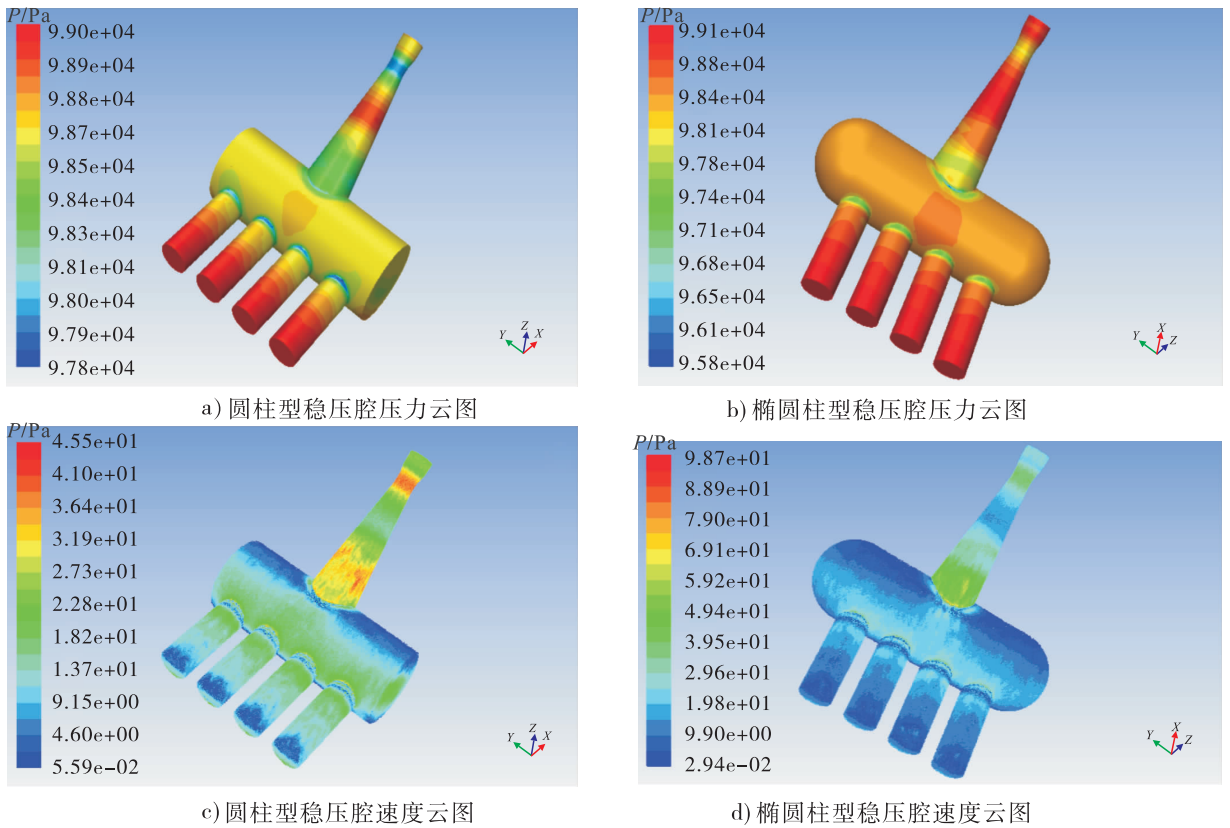 P/Pa
9.90e+04
9.89e+04
9.88e+04
9.87e+04
9.85e+04
9.84e+04
9.83e+04
9.81e+04
9.80e+04
9.79e+04
9.78e+04
Z
Y
X
a)圆柱型稳压腔压力云图
P/Pa
9.91e+04
9.88e+04
9.84e+04
9.81e+04
9.78e+04
9.74e+04
9.71e+04
9.68e+04
9.65e+04
9.61e+04
9.58e+04
X
Y
Z
b)椭圆柱型稳压腔压力云图
P/Pa
4.55e+01
4.10e+01
3.64e+01
3.19e+01
2.73e+01
2.28e+01
1.82e+01
1.37e+01
9.15e+00
4.60e+00
5.59e-02
Z
Y
X
c)圆柱型稳压腔速度云图
P/Pa
9.87e+01
8.89e+01
7.90e+01
6.91e+01
5.92e+01
4.94e+01
3.95e+01
2.96e+01
1.98e+01
9.90e+00
2.94e-02
X
Y
Z
d)椭圆柱型稳压腔速度云图